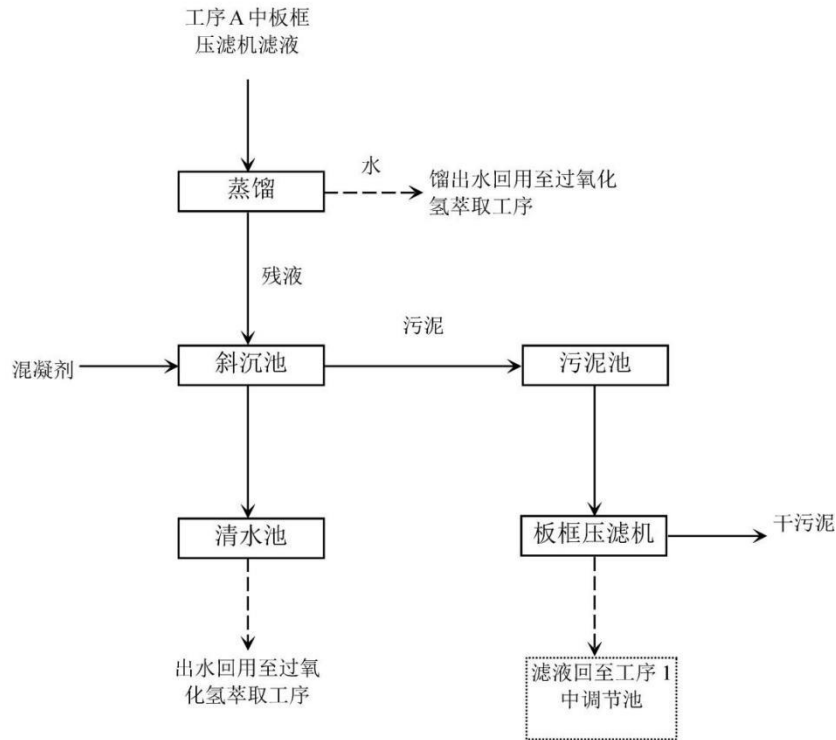 工序A中板框
压滤机滤液
水
蒸馏
馏出水回用至过氧化
氢萃取工序
残液
污泥
混凝剂
斜沉池
污泥池
清水池
板框压滤机
干污泥
出水回用至过氧
化氢萃取工序
滤液回至工序1
中调节池